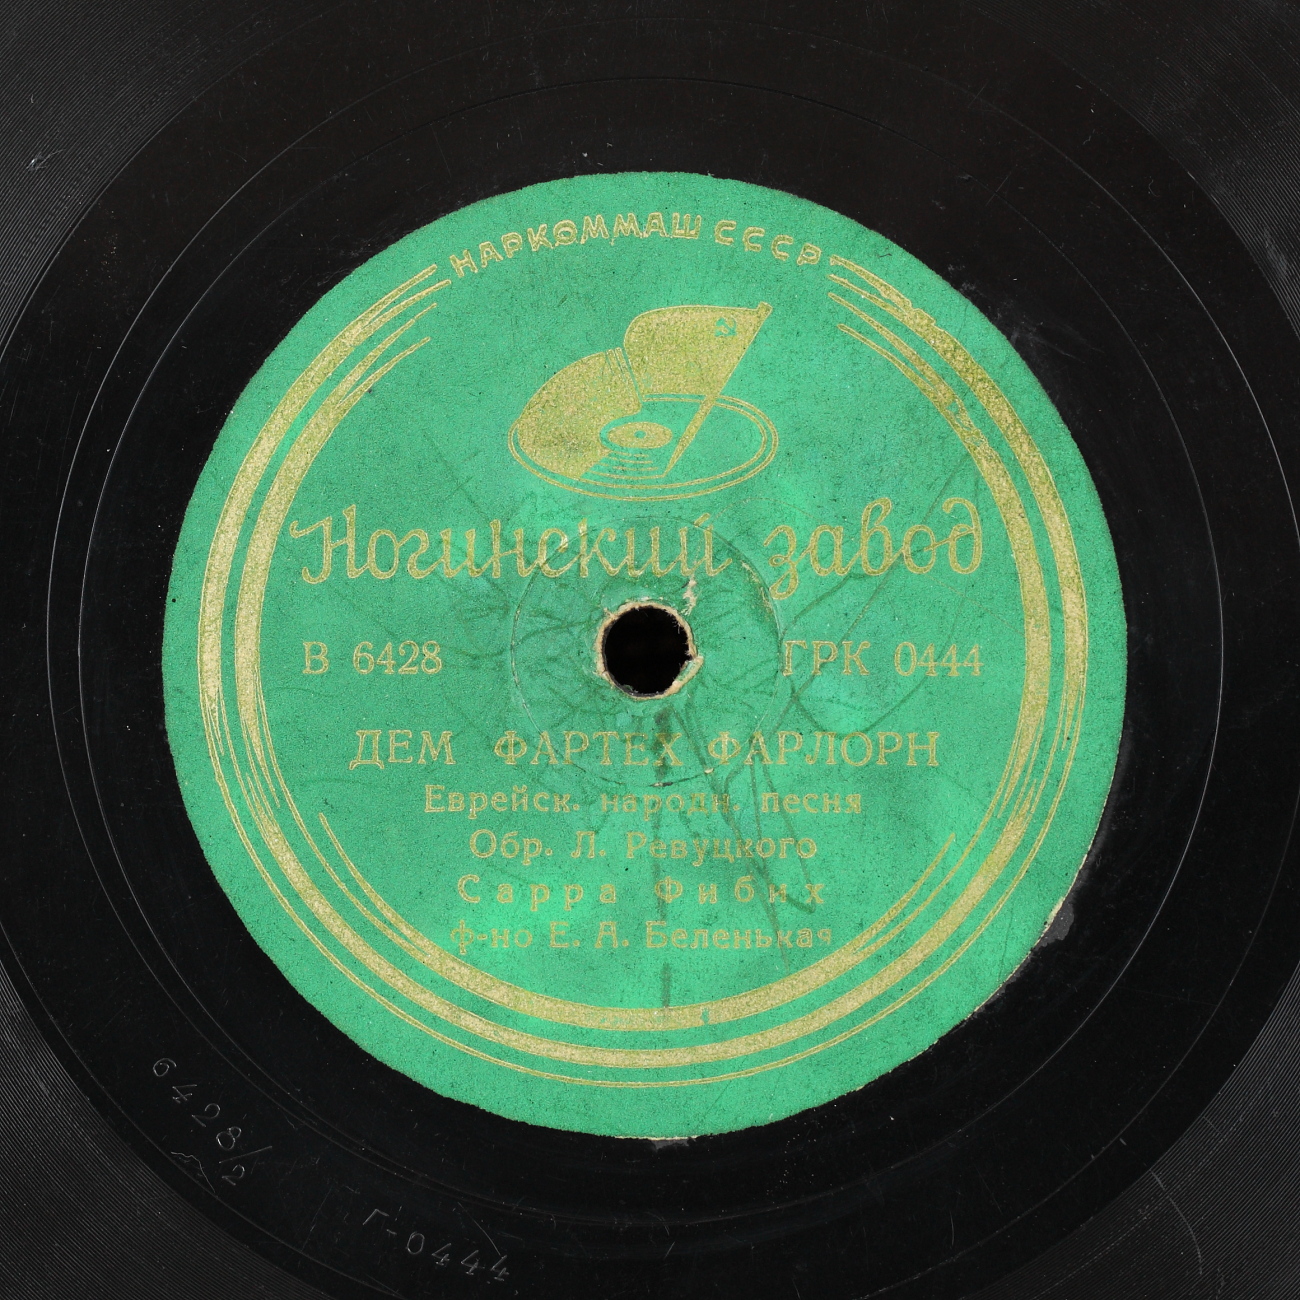 НАРКОММАШ СССР
Ногинский завод
В 6428 ГРК 0444
ДЕМ ФАРТЕХ ФАРЛОРН
Еврейск. народн. песня
Обр. Л. Ревуцкого
Сарра Фибих
ф-но Е. А. Беленькая
6428/2
Г-0444